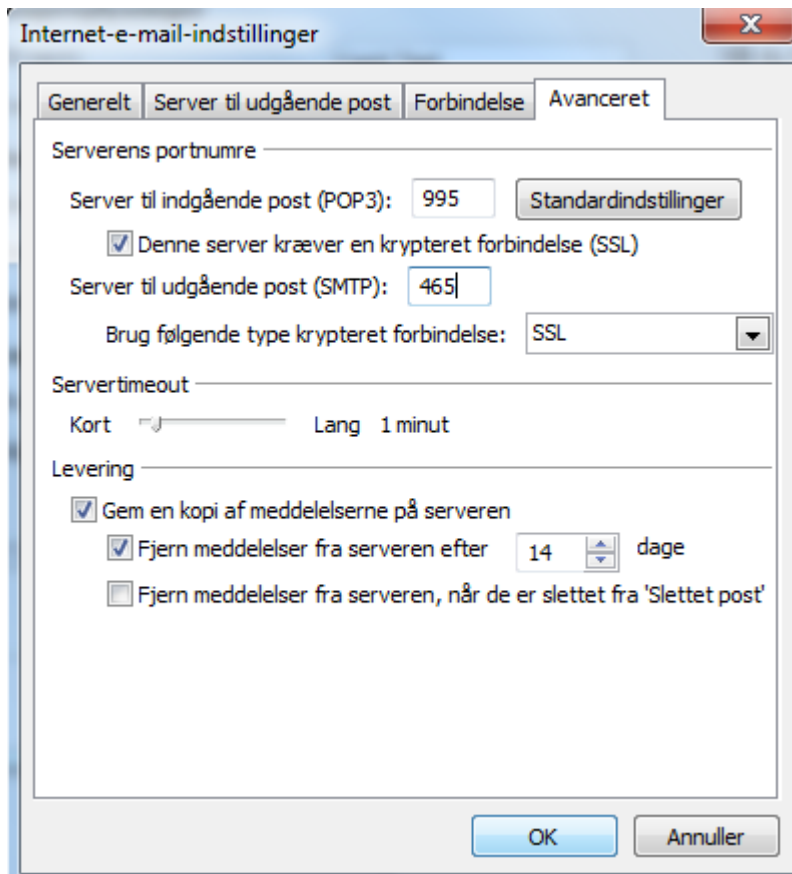 Internet-e-mail-indstillinger
Generelt Server til udgående post Forbindelse Avanceret
Serverens portnumre
Server til indgående post (POP3): 995 Standardindstillinger
Denne server kræver en krypteret forbindelse (SSL)
Server til udgående post (SMTP): 465
Brug følgende type krypteret forbindelse: SSL
Servertimeout
Kort Lang 1 minut
Levering
Gem en kopi af meddelelserne på serveren
Fjern meddelelser fra serveren efter 14 dage
Fjern meddelelser fra serveren, når de er slettet fra 'Slettet post'
OK Annuller